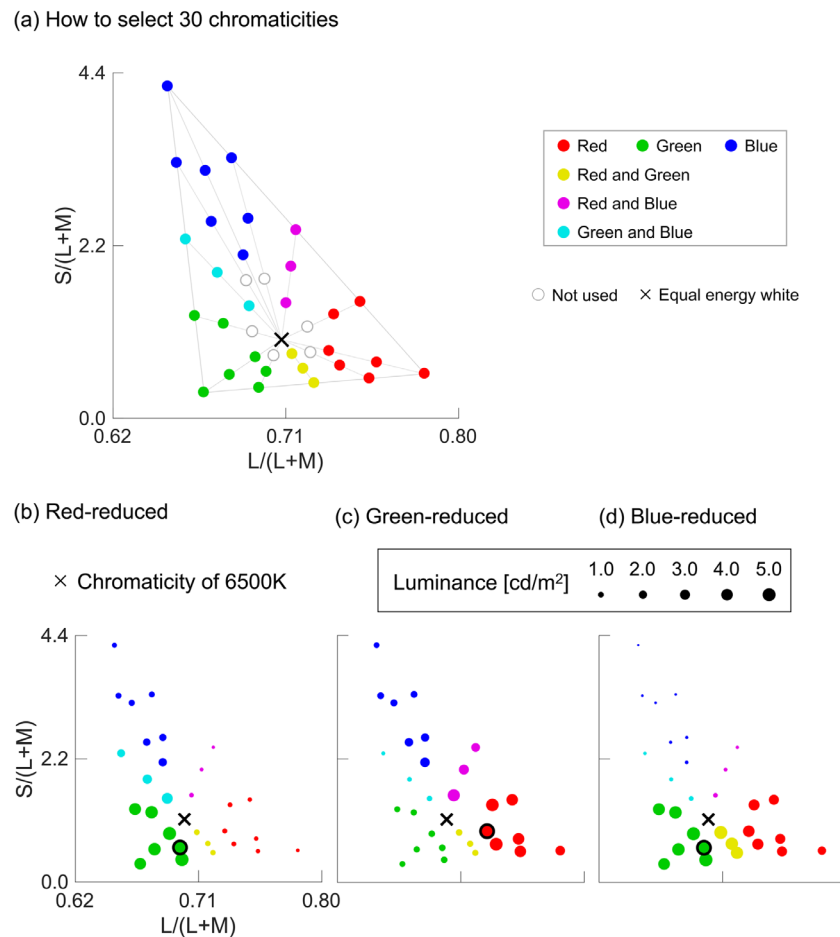 (a) How to select 30 chromaticities
4.4
2.2
0.0
S/(L+M)
0.62 0.71 0.80
L/(L+M)
Red Green Blue
Red and Green
Red and Blue
Green and Blue
Not used Equal energy white
(b) Red-reduced (c) Green-reduced (d) Blue-reduced
× Chromaticity of 6500K
Luminance [cd/m²] 1.0 2.0 3.0 4.0 5.0
4.4
2.2
0.0
S/(L+M)
0.62 0.71 0.80
L/(L+M)